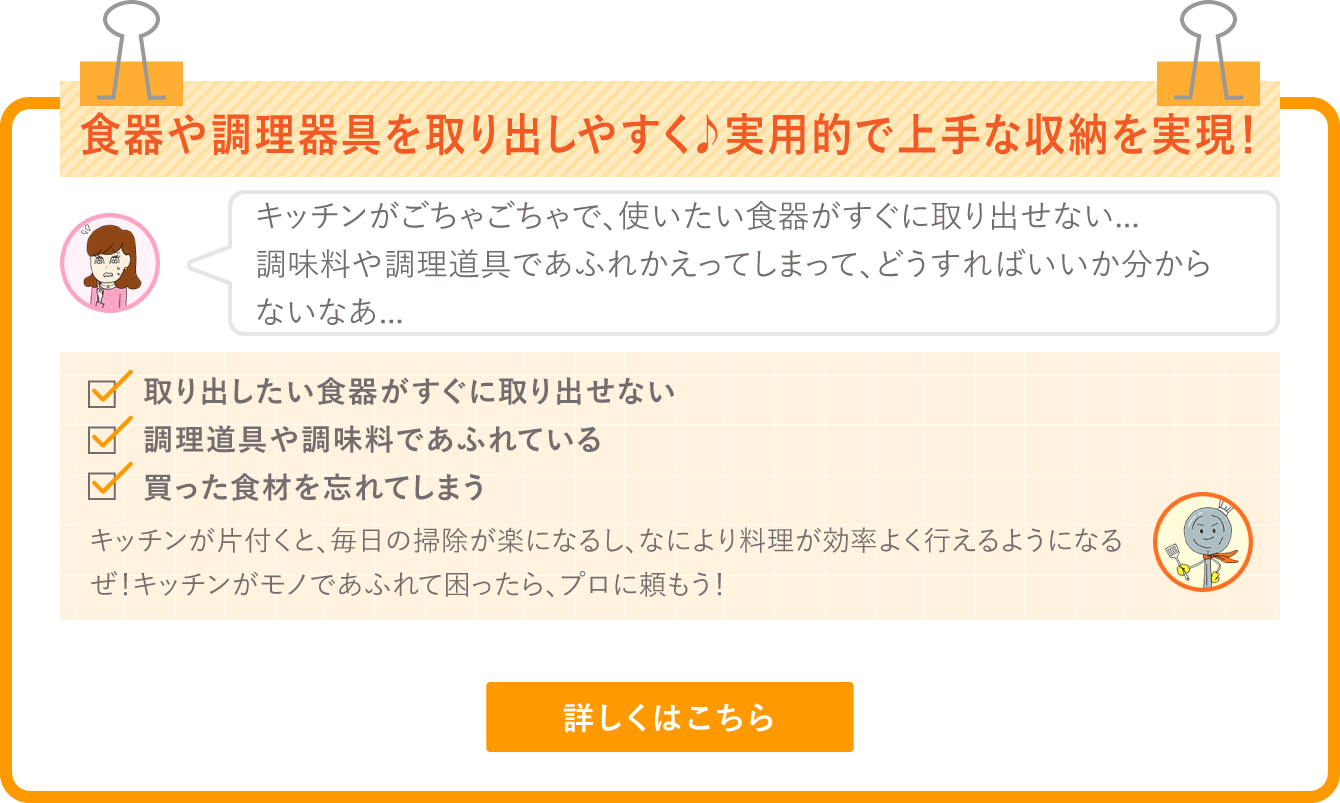 食器や調理器具を取り出しやすく♪実用的で上手な収納を実現！
キッチンがごちゃごちゃで、使いたい食器がすぐに取り出せない…
調味料や調理道具であふれかえってしまって、どうすればいいか分から
ないなあ…
取り出したい食器がすぐに取り出せない
調理道具や調味料であふれている
買った食材を忘れてしまう
キッチンが片付くと、毎日の掃除が楽になるし、なにより料理が効率よく行えるようになる
ぜ！キッチンがモノであふれて困ったら、プロに頼もう！
詳しくはこちら